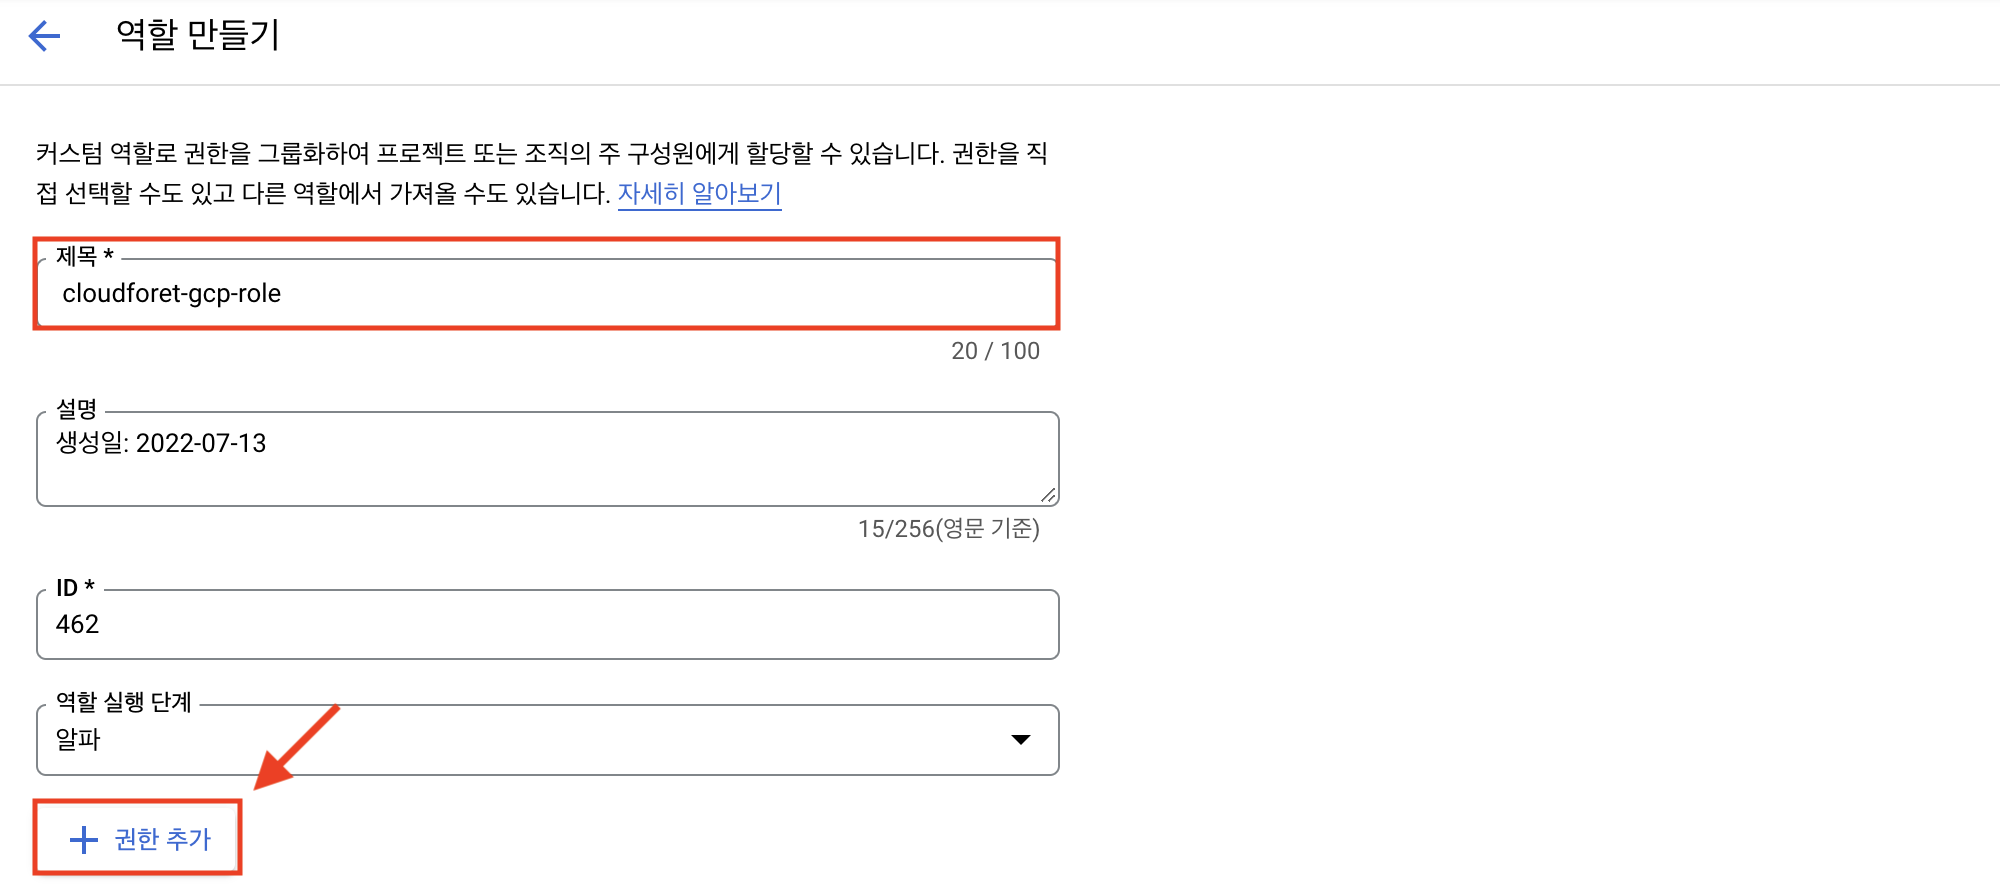 역할 만들기
커스텀 역할로 권한을 그룹화하여 프로젝트 또는 조직의 주 구성원에게 할당할 수 있습니다. 권한을 직
접 선택할 수도 있고 다른 역할에서 가져올 수도 있습니다. 자세히 알아보기
제목 *
cloudforet-gcp-role
20 / 100
설명
생성일: 2022-07-13
15/256(영문 기준)
ID *
462
역할 실행 단계
알파
+ 권한 추가